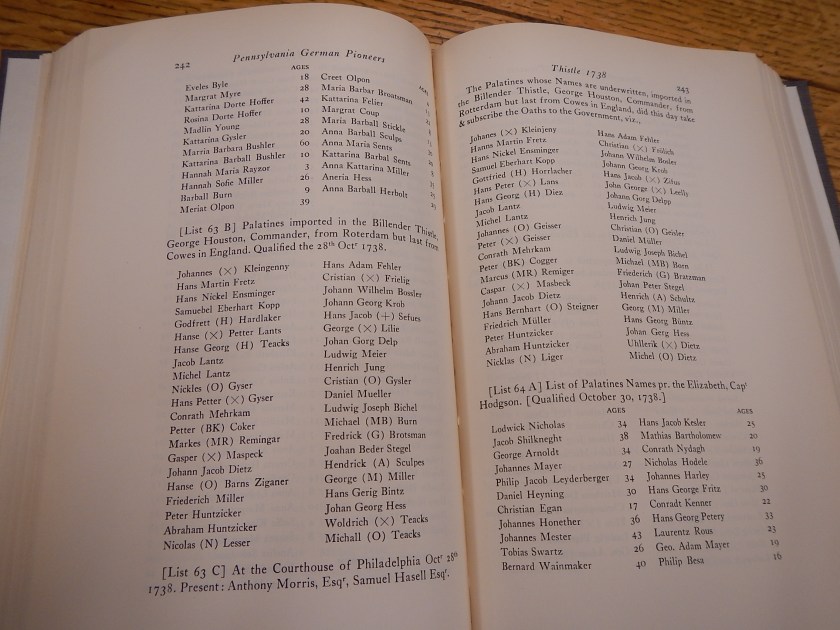 242
Pennsylvania German Pioneers
AGES
Eveles Byle 18
Margrat Myre 28
Kattarina Dorte Hoffer 42
Rosina Dorte Hoffer 10
Madlin Young 28
Kattarina Gysler 20
Marria Barbara Bushler 60
Kattarina Barball Bushler 10
Hannah Maria Rayzor 3
Hannah Sofie Miller 26
Barball Burn 9
Meriat Olpon 39
AGES
Creet Olpon
Maria Barbar Broatsman
Kattarina Felier
Margrat Coup
Maria Barball Stickle
Anna Barball Sculps
Anna Maria Sents
Kattarina Barbal Sents
Anna Kattarina Miller
Aneria Hess
Anna Barball Herbolt
[List 63 B] Palatines imported in the Billender Thistle,
George Houston, Commander, from Roterdam but last from
Cowes in England. Qualified the 28th Octr 1738.
Johannes (X) Kleingenny
Hans Martin Fretz
Hans Nickel Ensminger
Samuebel Eberhart Kopp
Godfrett (H) Hardlaker
Hanse (X) Petter Lants
Hanse Georg (H) Teacks
Jacob Lantz
Michel Lantz
Nickles (O) Gyser
Hans Petter (X) Gyser
Conrath Mehrkam
Petter (BK) Coker
Markes (MR) Remingar
Gasper (X) Maspeck
Johann Jacob Dietz
Hanse (O) Barns Ziganer
Friederich Miller
Peter Huntzicker
Abraham Huntzicker
Nicolas (N) Lesser
Hans Adam Fehler
Cristian (X) Frielig
Johann Wilhelm Bossler
Johann Georg Kroh
Hans Jacob (+) Sefues
George (X) Lilie
Johan Gorg Delp
Ludwig Meier
Henrich Jung
Cristian (O) Gysler
Daniel Mueller
Ludwig Joseph Bichel
Michael (MB) Burn
Fredrick (G) Brotsman
Joahan Beder Stegel
Hendrick (A) Sculpes
George (M) Miller
Hans Gerig Bintz
Johan Georg Hess
Woldrich (X) Teacks
Michall (O) Teacks
[List 63 C] At the Courthouse of Philadelphia Octr 28th
1738. Present: Anthony Morris, Esqr, Samuel Hasell Esqr.
Thistle 1738
243
The Palatines whose Names are underwritten, imported in
the Billender Thistle, George Houston, Commander, from
Rotterdam but last from Cowes in England, did this day take
& subscribe the Oaths to the Government, viz.,
Johanes (X) Kleinjeny
Hanns Martin Fretz
Hans Nickel Ensminger
Samuel Eberhart Kopp
Gottfried (H) Horrlacher
Hans Peter (X) Lans
Hans Georg (H) Diez
Jacob Lantz
Michel Lantz
Johannes (O) Geisser
Peter (X) Geisser
Conrath Mehrkam
Peter (BK) Cogger
Marcus (MR) Remiger
Caspar (X) Masbeck
Johann Jacob Dietz
Hans Bernhart (O) Steigner
Friedrich Müller
Peter Huntzicker
Abraham Huntzicker
Nicklas (N) Liger
Hans Adam Fehler
Christian (X) Frölich
Johann Wilhelm Bosler
Johann Georg Kroh
Hans Jacob (X) Zifus
John George (X) Leelly
Johann Gorg Delpp
Ludwig Meier
Henrich Jung
Christian (O) Geisler
Daniel Müller
Ludwig Joseph Bichel
Michael (MB) Born
Friederich (G) Bratzman
Johan Peter Stegel
Henrich (A) Schultz
Georg (M) Miller
Hans Georg Büntz
Johan Gerg Hess
Uhllerik (X) Dietz
Michel (O) Dietz
[List 64 A] List of Palatines Names pr. the Elizabeth, Capt
Hodgson. [Qualified October 30, 1738.]
AGES
Lodwick Nicholas 34
Jacob Shilkneght 38
George Arnoldt 34
Johannes Mayer 27
Philip Jacob Leyderberger 34
Daniel Heyning 30
Christian Egan 17
Johannes Honether 36
Johannes Mester 43
Tobias Swartz 26
Bernard Wainmaker 40
AGES
Hans Jacob Kesler 25
Mathias Bartholomew 20
Conrath Nydagh 19
Nicholas Hodele 36
Johannes Harley 25
Hans George Fritz 30
Conradt Kenner 22
Hans Georg Petery 33
Laurentz Rous 23
Geo. Adam Mayer 19
Philip Besa 16